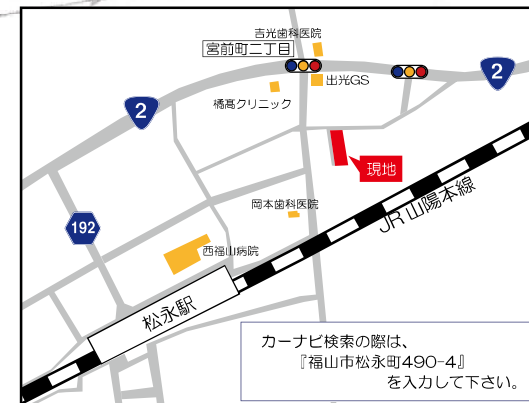 吉光歯科医院
宮前町二丁目
出光GS
2
2
橘髙クリニック
現地
岡本歯科医院
JR山陽本線
192
西福山病院
松永駅
カーナビ検索の際は、
『福山市松永町490-4』
を入力して下さい。